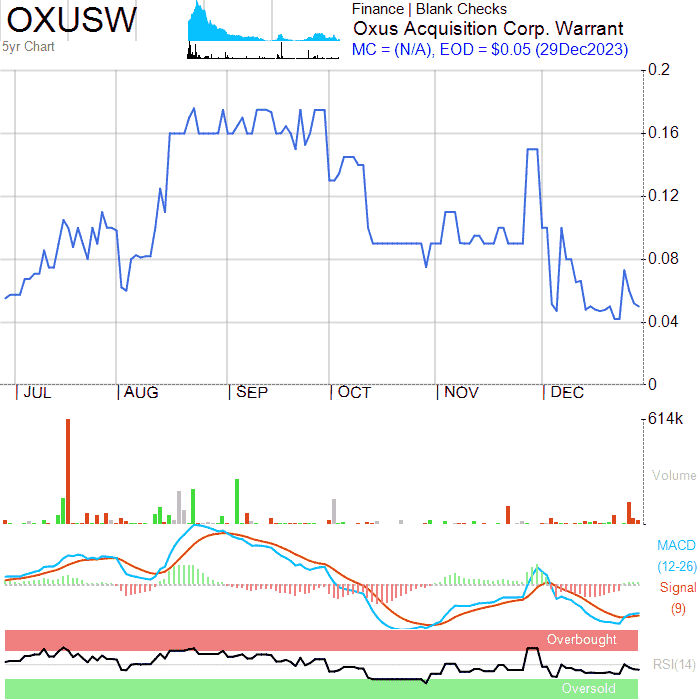 OXUSW
5yr Chart
Finance | Blank Checks
Oxus Acquisition Corp. Warrant
MC = (N/A), EOD = $0.05 (29Dec2023)
0.2
0.16
0.12
0.08
0.04
0
JUL AUG SEP OCT NOV DEC
614k
Volume
MACD
(12-26)
Signal
(9)
Overbought
RSI(14)
Oversold